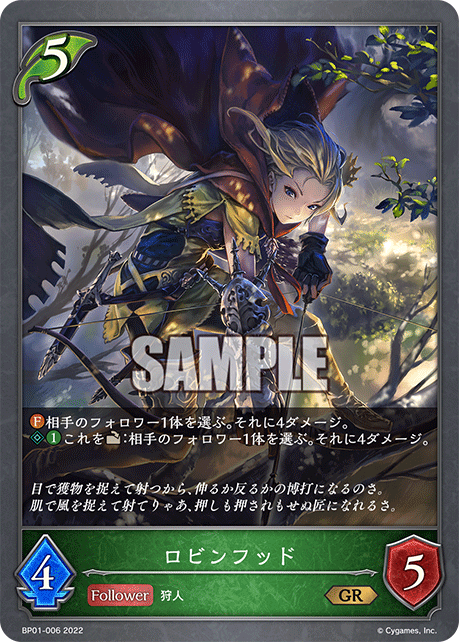 5
SAMPLE
F 相手のフォロワー1体を選ぶ。それに4ダメージ。
1 これを:相手のフォロワー1体を選ぶ。それに4ダメージ。
目で獲物を捉えて射つから、伸るか反るかの博打になるのさ。
肌で風を捉えて射てりゃあ、押しも押されもせぬ匠になれるさ。
ロビンフッド
4
Follower 狩人
GR
5
BP01-006 2022
© Cygames, Inc.